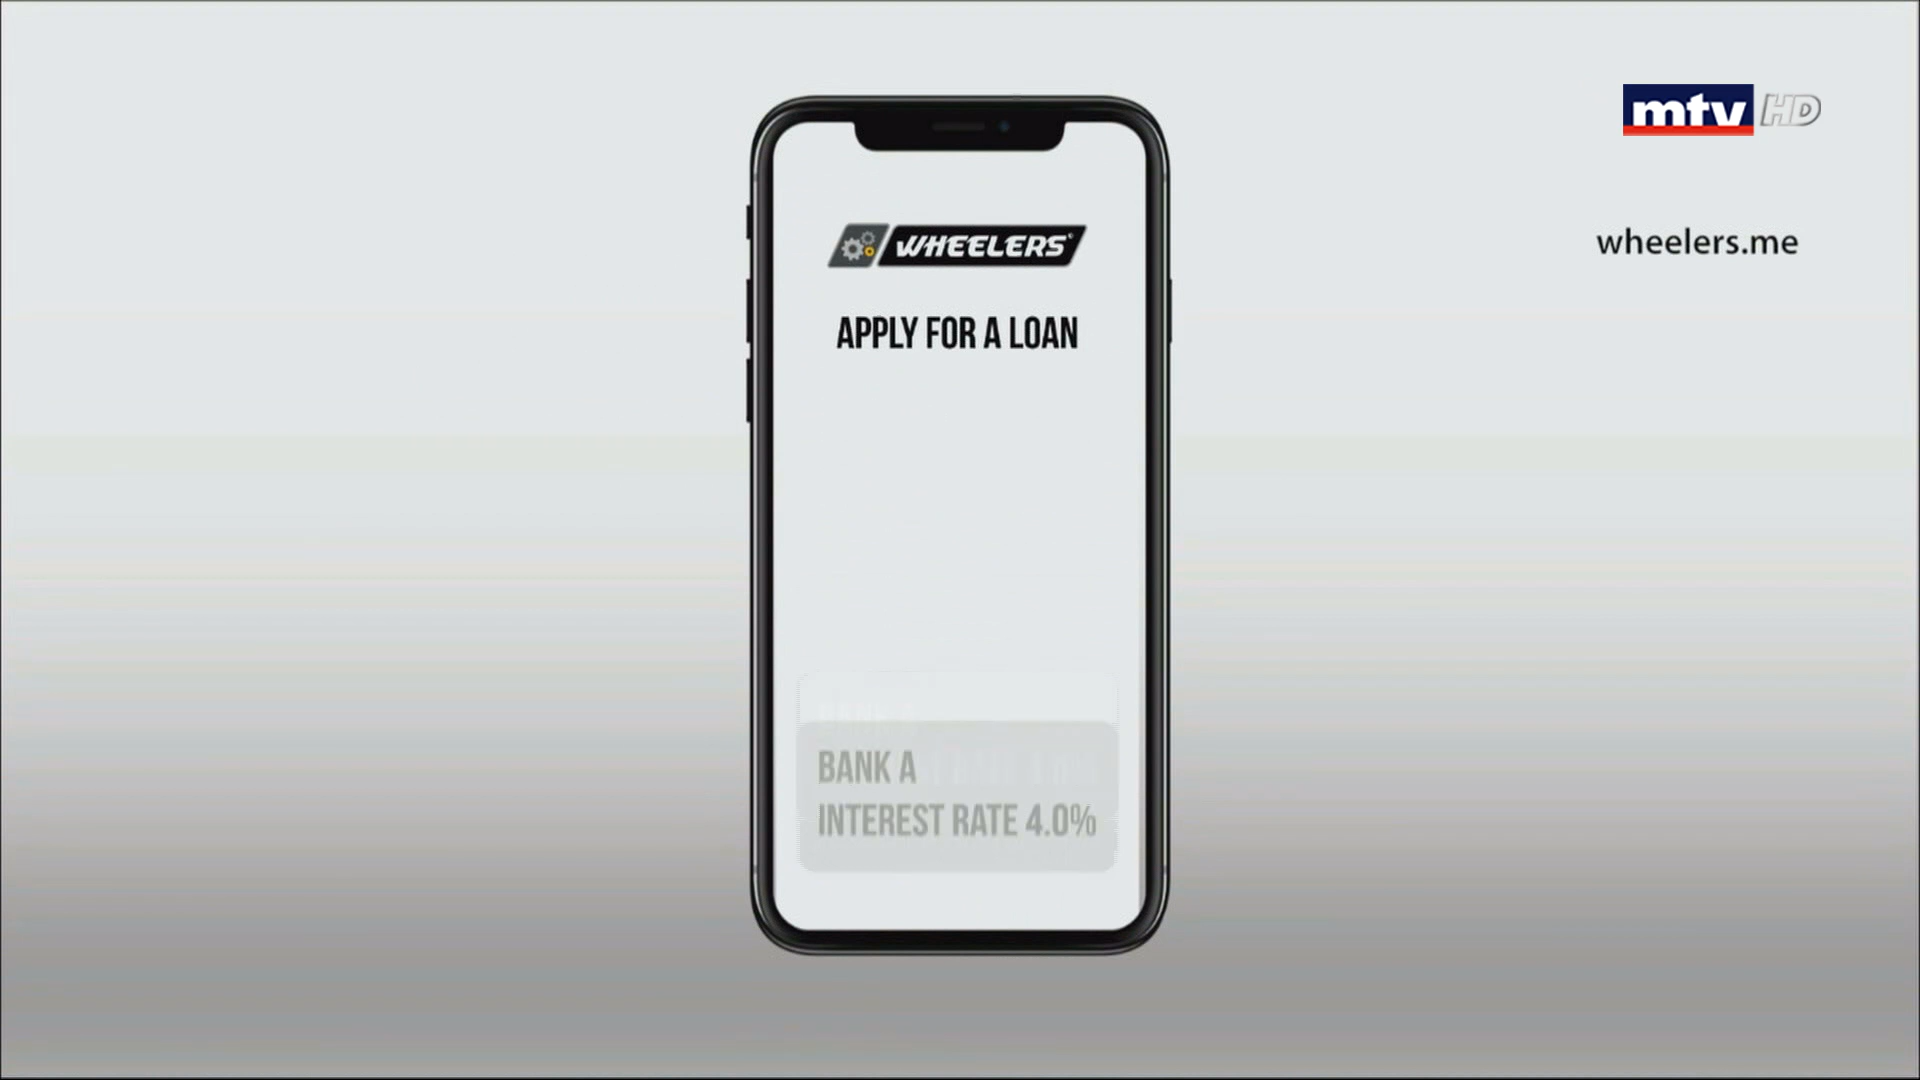 mtv HD
wheelers.me
WHEELERS
APPLY FOR A LOAN
BANK A
INTEREST RATE 4.0%